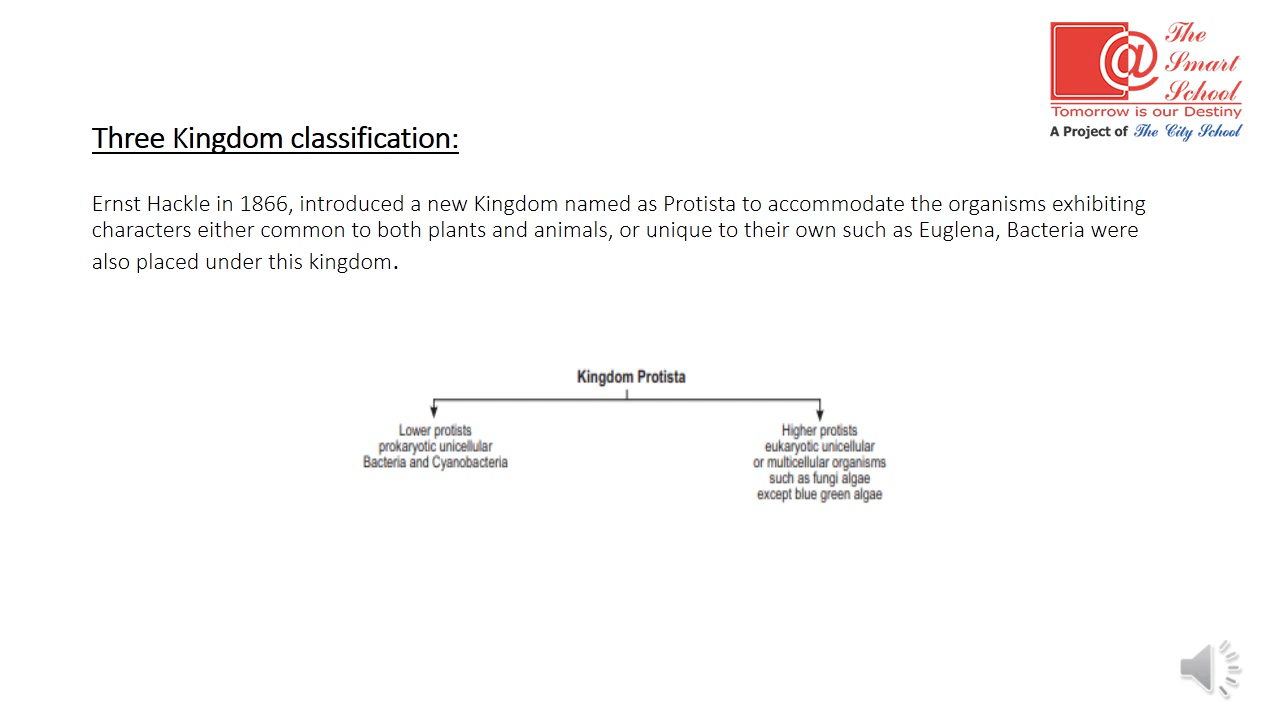 The
Smart
School
Tomorrow is our Destiny
A Project of The City School
Three Kingdom classification:
Ernst Hackle in 1866, introduced a new Kingdom named as Protista to accommodate the organisms exhibiting
characters either common to both plants and animals, or unique to their own such as Euglena, Bacteria were
also placed under this kingdom.
Kingdom Protista
Lower protists
prokaryotic unicellular
Bacteria and Cyanobacteria
Higher protists
eukaryotic unicellular
or multicellular organisms
such as fungi algae
except blue green algae